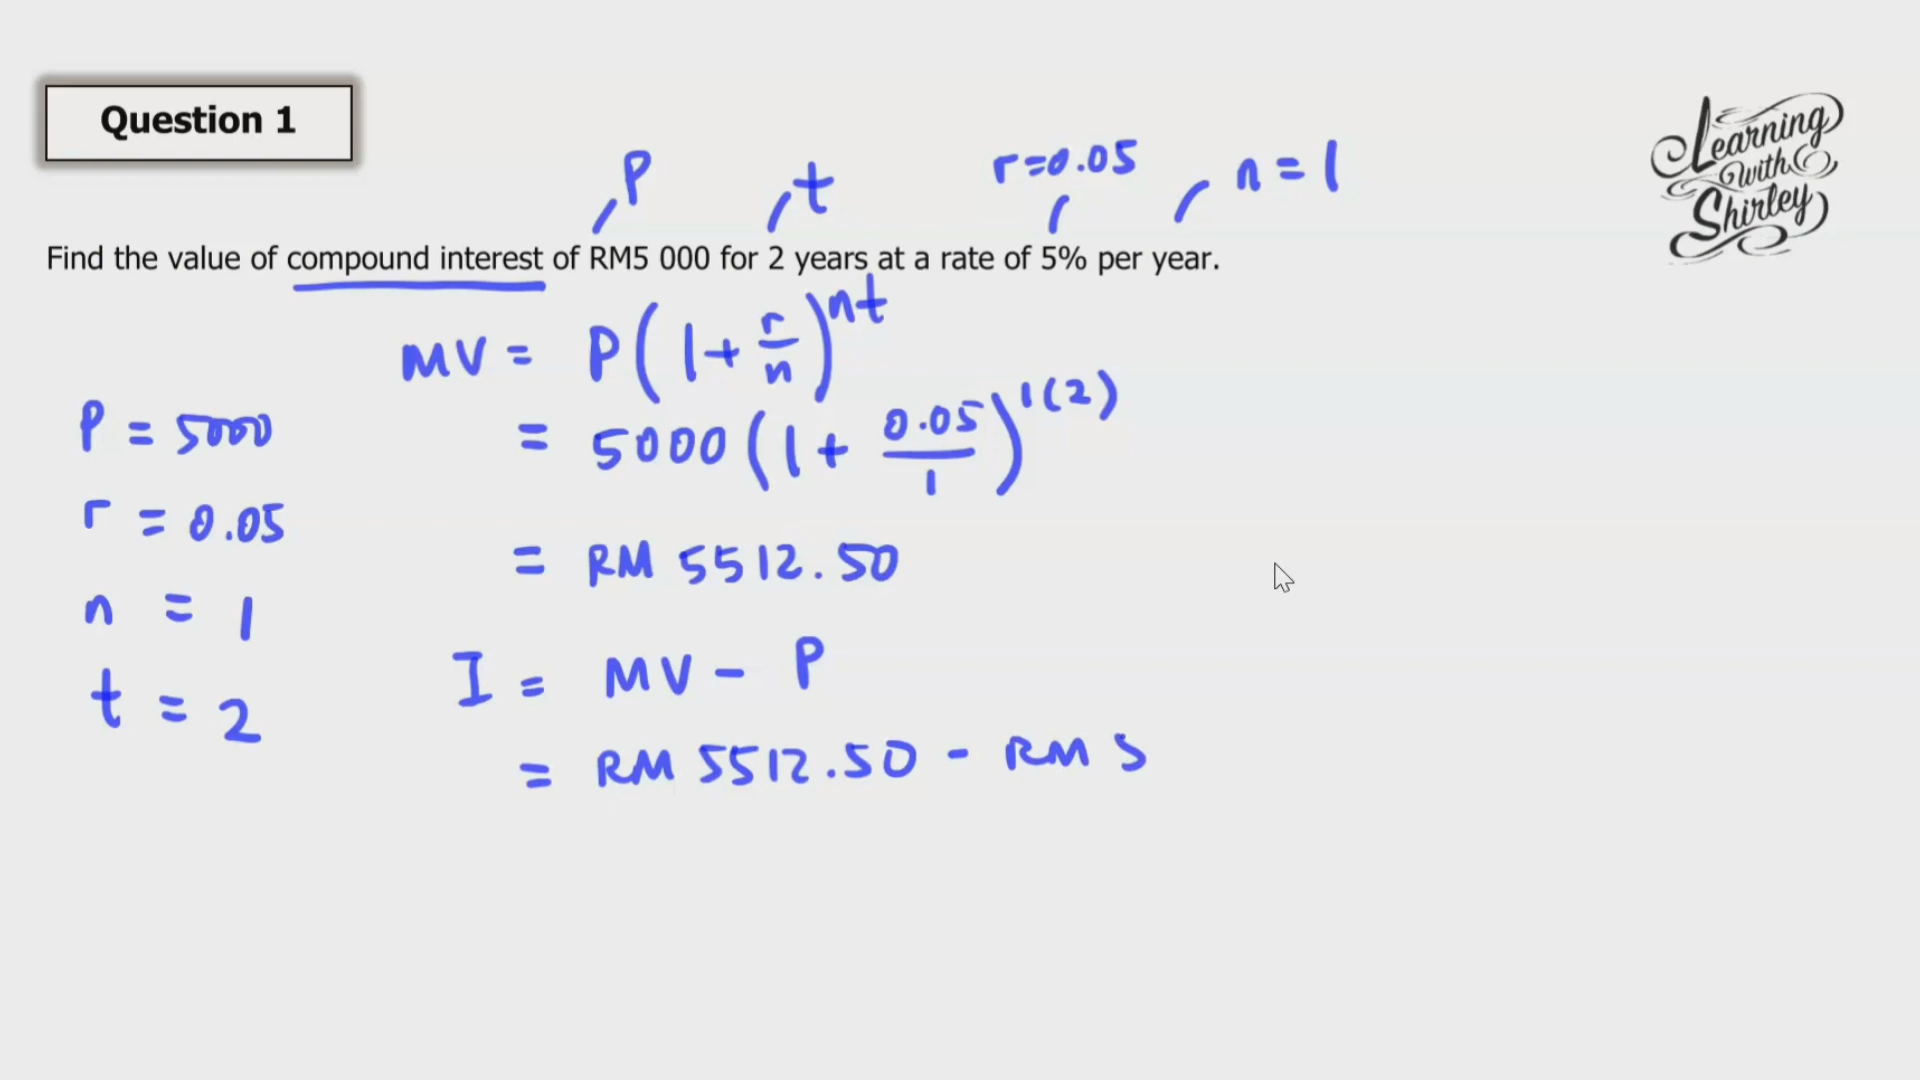 Question 1
Learning
with
Shirley
P t r=0.05 n = 1
Find the value of compound interest of RM5 000 for 2 years at a rate of 5% per year.
MV = P(1+r/n)^nt
P = 5000
= 5000(1+0.05/1)^1(2)
r = 0.05
= RM 5512.50
n = 1
I = MV - P
t = 2
= RM 5512.50 - RM 5